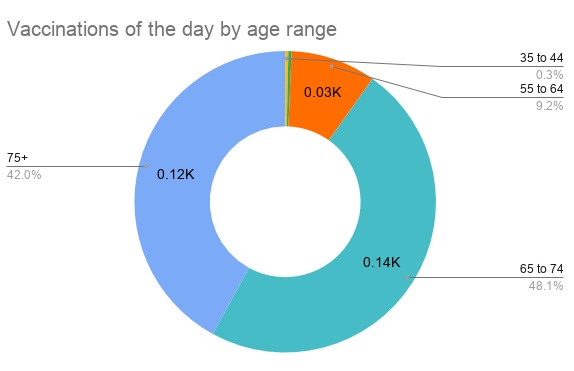 Vaccinations of the day by age range
35 to 44
0.3%
55 to 64
9.2%
0.03K
75+
42.0%
0.12K
0.14K
65 to 74
48.1%